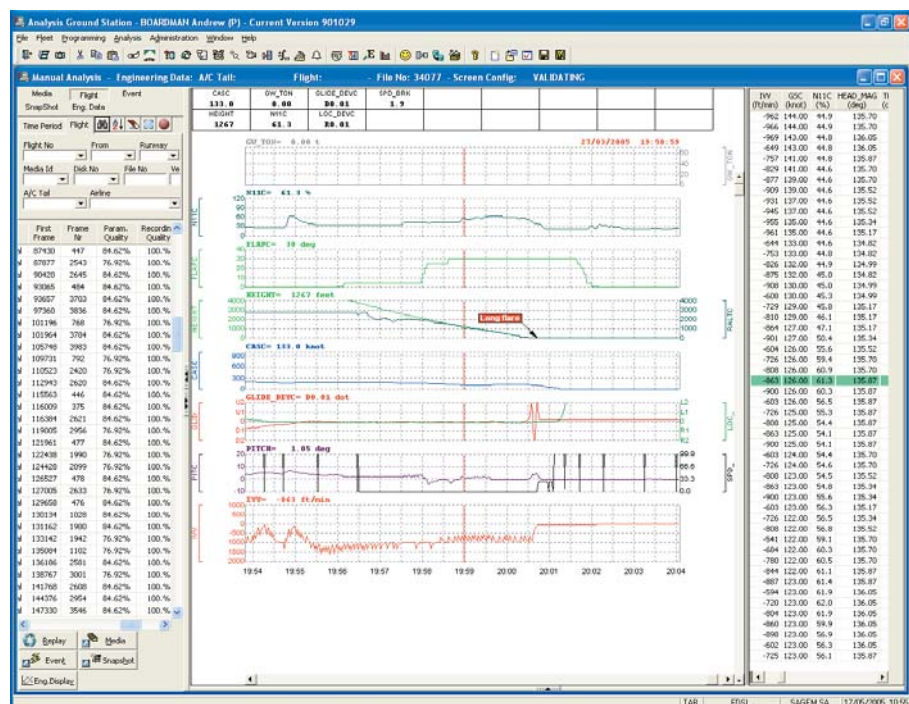 Analysis Ground Station - BOARDMAN Andrew (P) - Current Version 901029
File Fleet Programming Analysis Administration Window Help
Manual Analysis - Engineering Data: A/C Tail: Flight: - File No: 34077 - Screen Config: VALIDATING
Media Flight Event
SnapShot Eng. Data
Time Period Flight
Flight No From Runway
Media Id Disk No File No Ve
A/C Tail Airline
First Frame Frame Nr Param. Quality Recordin Quality
87430 447 84.62% 100.%
87877 2543 76.92% 100.%
90420 2645 84.62% 100.%
93065 484 84.62% 100.%
93657 3703 84.62% 100.%
97360 3836 84.62% 100.%
101196 768 76.92% 100.%
101964 3784 84.62% 100.%
105748 3983 84.62% 100.%
109731 792 76.92% 100.%
110523 2420 76.92% 100.%
112943 2620 84.62% 100.%
115563 446 84.62% 100.%
116009 375 84.62% 100.%
116384 2621 84.62% 100.%
119005 2956 76.92% 100.%
121961 477 84.62% 100.%
122438 1990 76.92% 100.%
124428 2099 76.92% 100.%
126527 478 84.62% 100.%
127005 2633 76.92% 100.%
129658 476 84.62% 100.%
130134 1028 84.62% 100.%
131162 1980 84.62% 100.%
133142 1942 76.92% 100.%
135084 1102 76.92% 100.%
136186 2581 84.62% 100.%
138767 3001 76.92% 100.%
141768 2608 84.62% 100.%
144376 2954 84.62% 100.%
147330 3546 84.62% 100.%
Replay Media
Event Snapshot
Eng.Display
CASC GW_TON GLIDE_DEVC SPD_BRK
133.0 0.00 D0.01 1.9
HEIGHT N11C LOC_DEVC
1267 61.3 R0.01
GW_TON= 0.00 t 27/03/2005 19:58:59
N11C= 61.3 %
FLAPC= 30 deg
HEIGHT= 1267 feet
Long flare
CASC= 133.0 knot
GLIDE_DEVC= D0.01 dot
PITCH= 1.05 deg
IVV= -863 ft/min
19:54 19:55 19:56 19:57 19:58 19:59 20:00 20:01 20:02 20:03 20:04
IVV GSC N11C HEAD_MAG
(ft/min) (knot) (%) (deg)
-962 144.00 44.9 135.70
-966 144.00 44.9 135.70
-969 143.00 44.8 136.05
-649 143.00 44.8 136.05
-757 141.00 44.8 135.87
-829 141.00 44.6 135.70
-877 139.00 44.6 135.70
-909 139.00 44.6 135.52
-931 137.00 44.6 135.52
-945 137.00 44.6 135.52
-955 135.00 44.6 135.34
-961 135.00 44.6 135.17
-644 133.00 44.6 134.82
-753 133.00 44.8 134.82
-826 132.00 44.9 134.99
-875 132.00 45.0 134.82
-908 130.00 45.0 134.99
-600 130.00 45.3 134.99
-729 129.00 45.8 135.17
-810 129.00 46.1 135.17
-864 127.00 47.1 135.17
-901 127.00 50.4 135.34
-604 126.00 55.6 135.52
-726 126.00 59.4 135.70
-808 126.00 60.9 135.70
-863 126.00 61.3 135.87
-900 126.00 60.3 135.87
-603 126.00 56.5 135.87
-726 125.00 55.3 135.87
-808 125.00 54.4 135.87
-863 125.00 54.1 135.87
-900 125.00 54.1 135.87
-603 124.00 54.4 135.70
-726 124.00 54.6 135.70
-800 123.00 54.5 135.52
-863 123.00 54.8 135.34
-900 123.00 55.6 135.34
-603 123.00 56.3 135.17
-726 122.00 56.5 135.34
-808 122.00 56.8 135.52
-541 122.00 59.1 135.70
-684 122.00 60.3 135.70
-780 122.00 60.5 135.70
-844 122.00 61.1 135.87
-887 123.00 61.4 135.87
-594 123.00 61.9 136.05
-720 123.00 62.0 136.05
-804 123.00 61.9 136.05
-860 123.00 59.9 136.05
-898 123.00 56.9 136.05
-602 123.00 56.3 136.05
-725 123.00 56.1 135.87
TAB EDSI SAGEM SA 17/05/2005 10:55